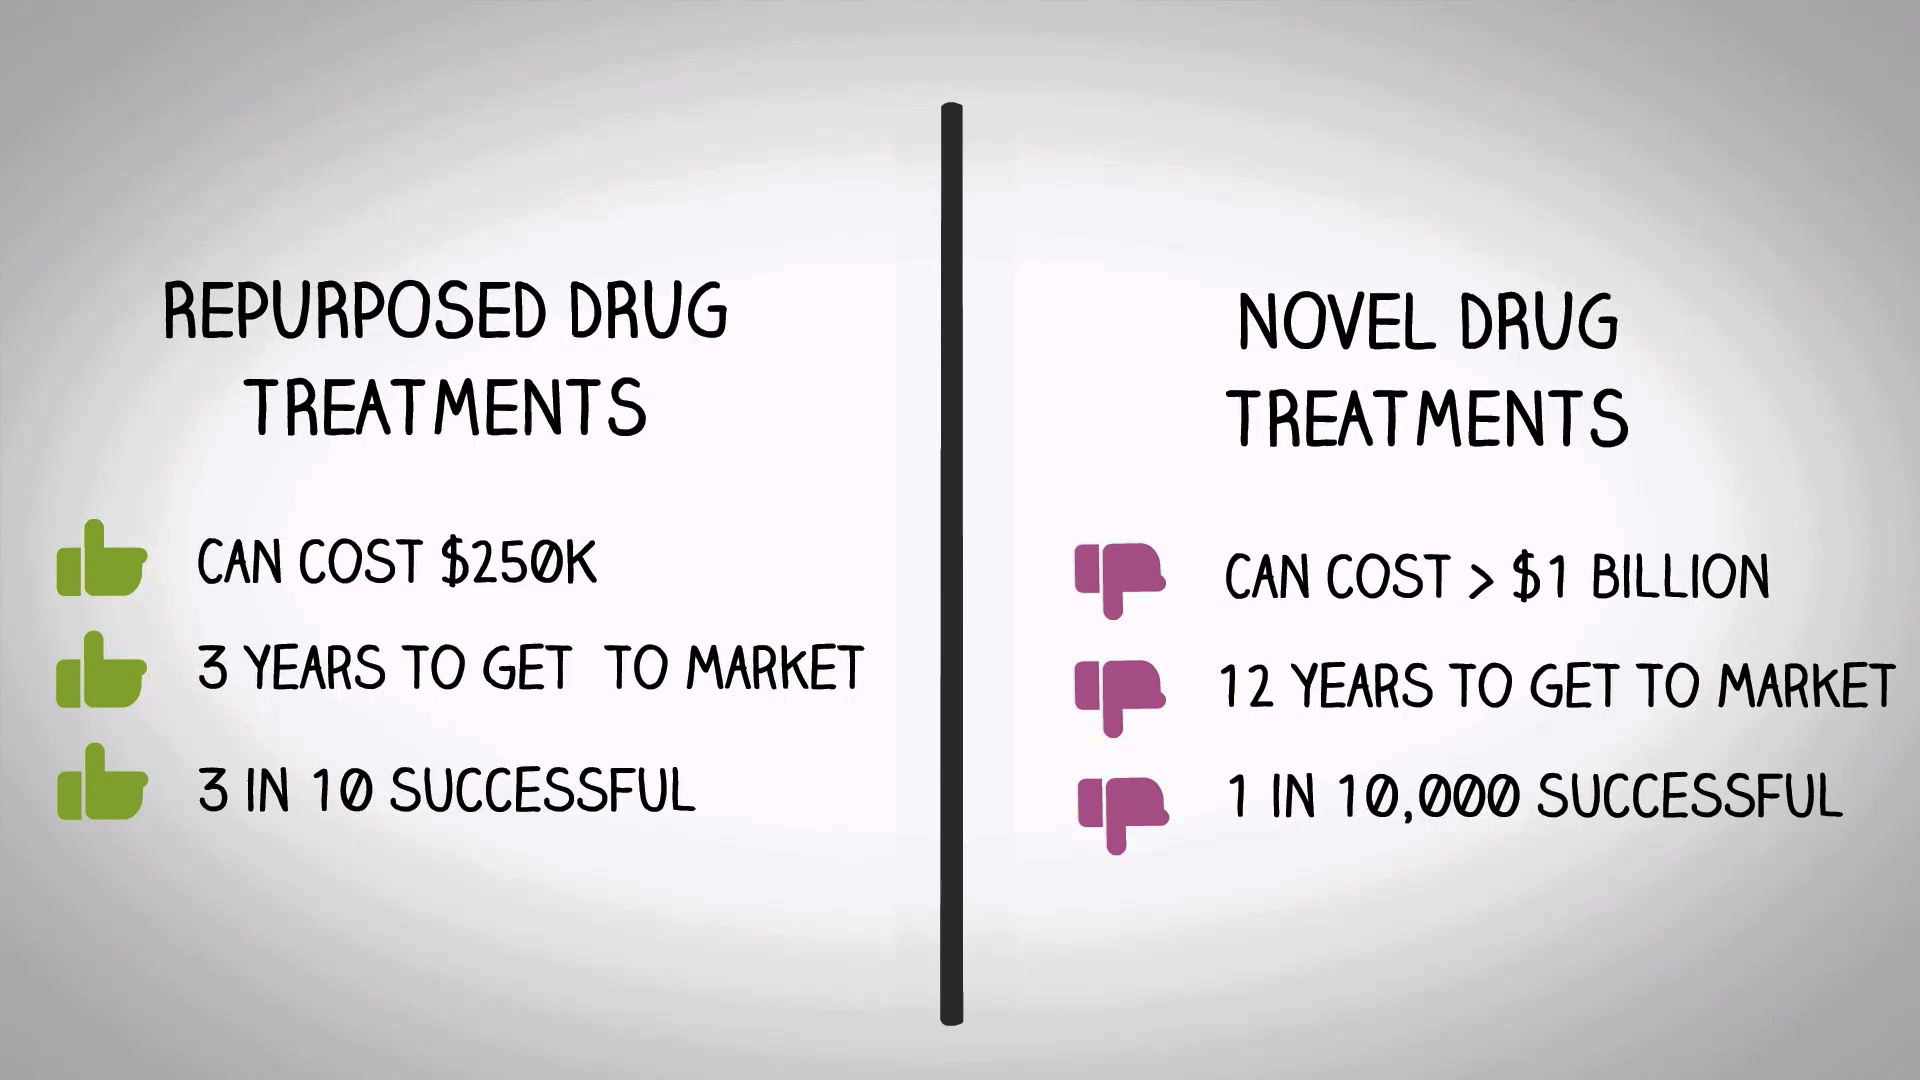 REPURPOSED DRUG
TREATMENTS
CAN COST $250K
3 YEARS TO GET TO MARKET
3 IN 10 SUCCESSFUL
NOVEL DRUG
TREATMENTS
CAN COST > $1 BILLION
12 YEARS TO GET TO MARKET
1 IN 10,000 SUCCESSFUL